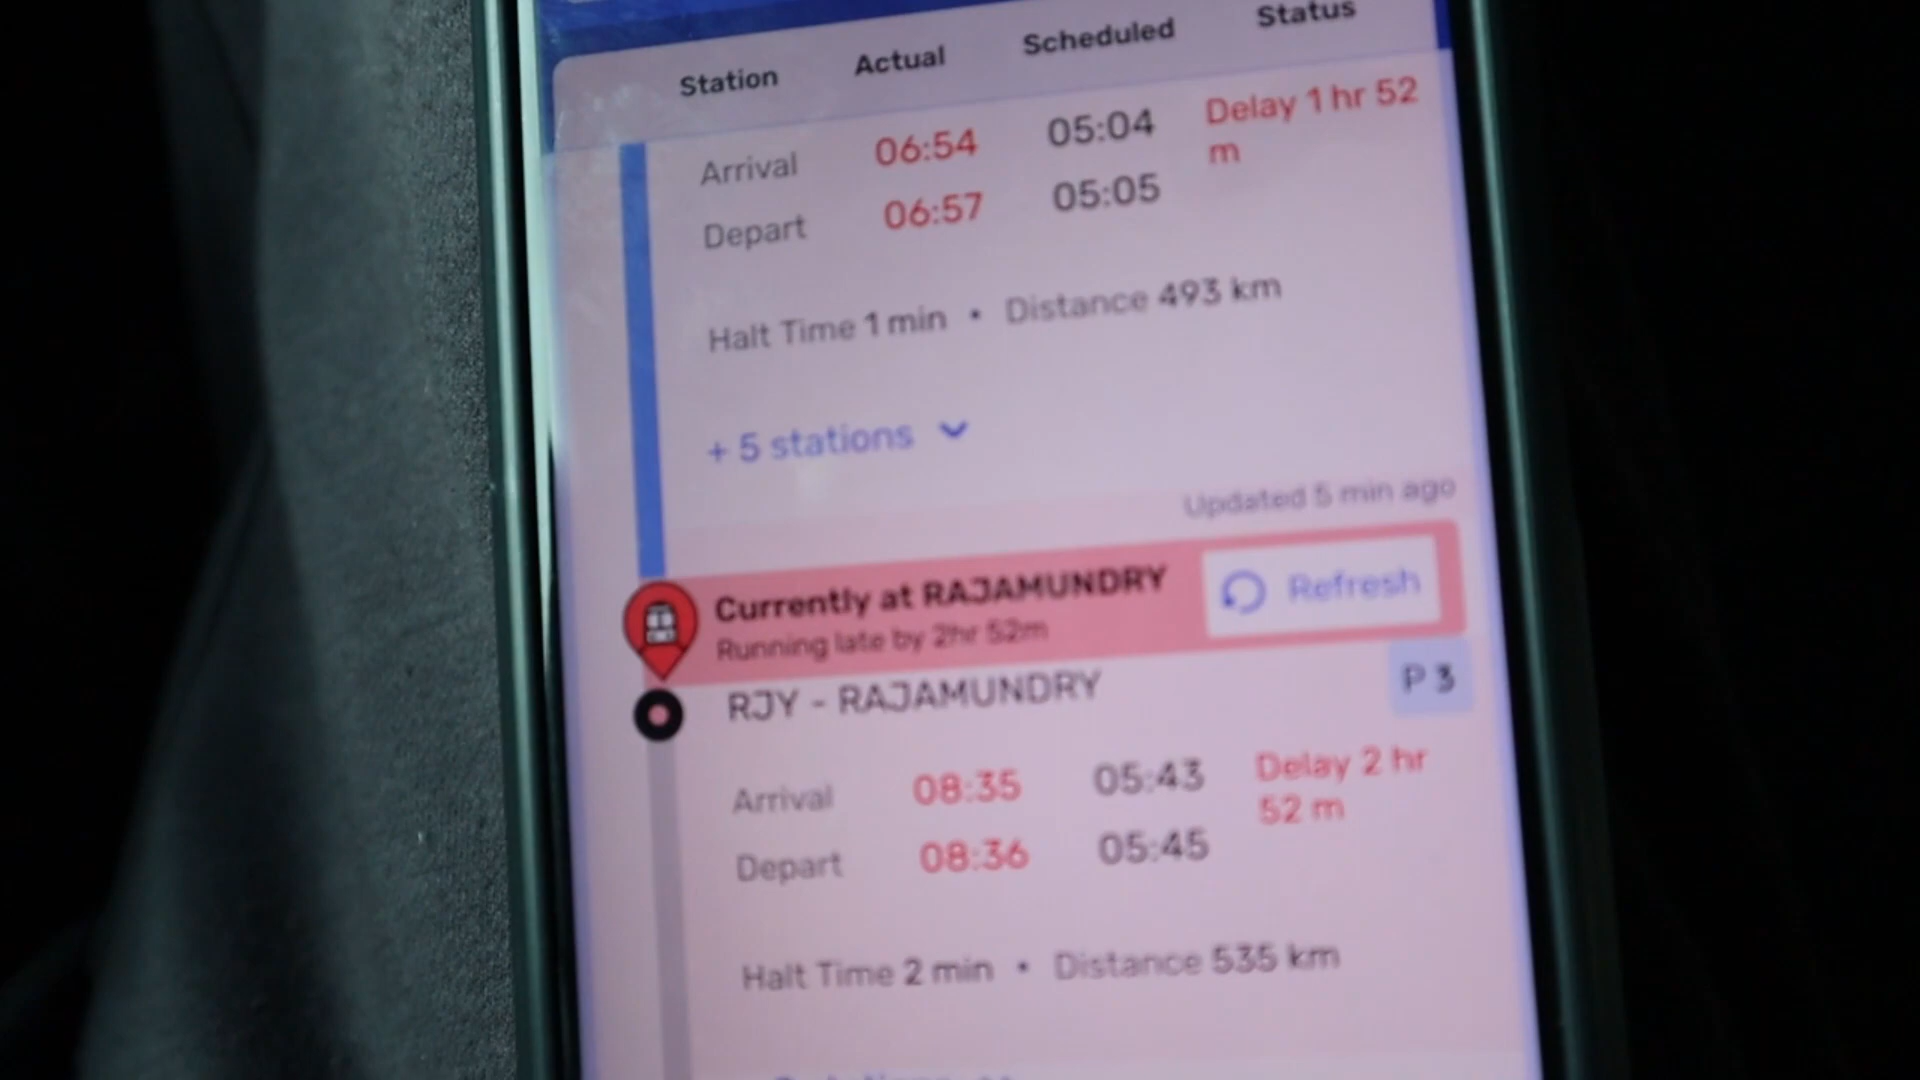 Station Actual Scheduled Status
Arrival 06:54 05:04 Delay 1 hr 52
m
Depart 06:57 05:05
Halt Time 1 min • Distance 493 km
+ 5 stations
Updated 5 min ago
Currently at RAJAMUNDRY
Running late by 2hr 52m
Refresh
RJY - RAJAMUNDRY P 3
Arrival 08:35 05:43 Delay 2 hr
52 m
Depart 08:36 05:45
Halt Time 2 min • Distance 535 km